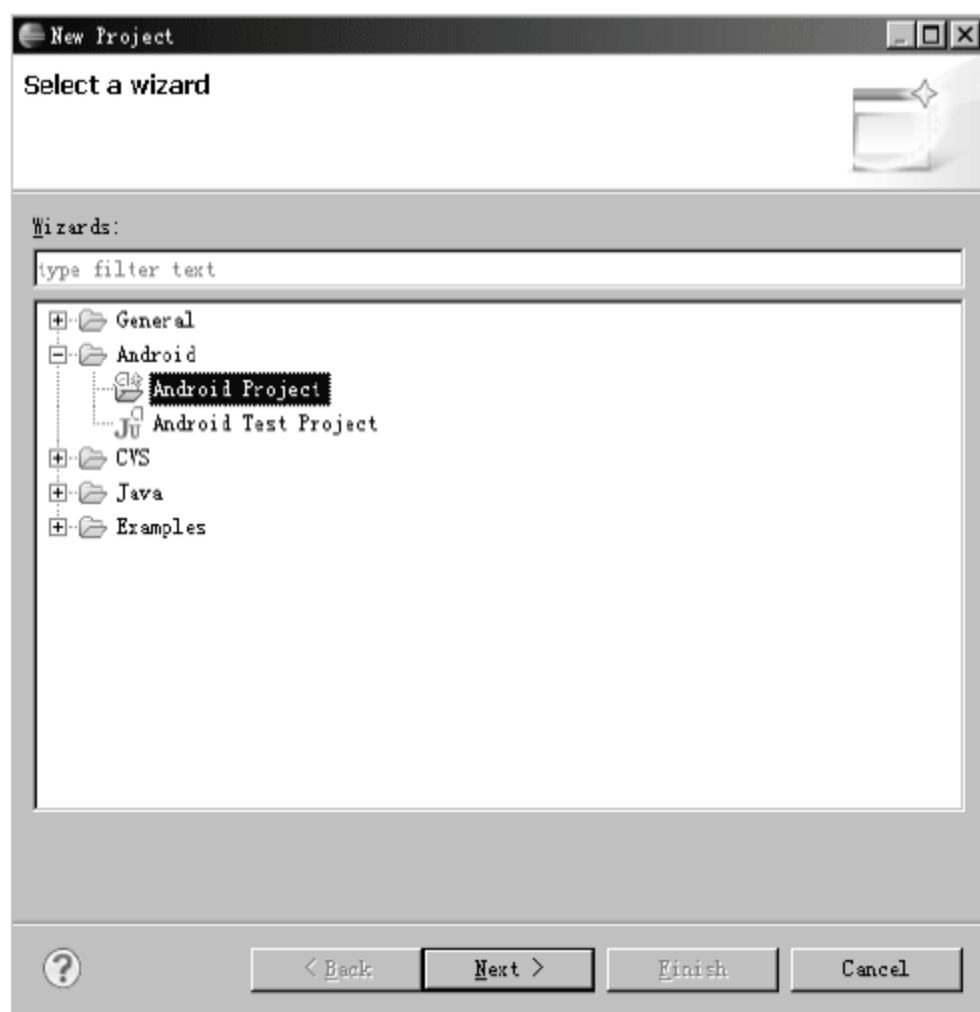 New Project
Select a wizard
Wizards:
type filter text
General
Android
Android Project
Android Test Project
CVS
Java
Examples
< Back Next > Finish Cancel